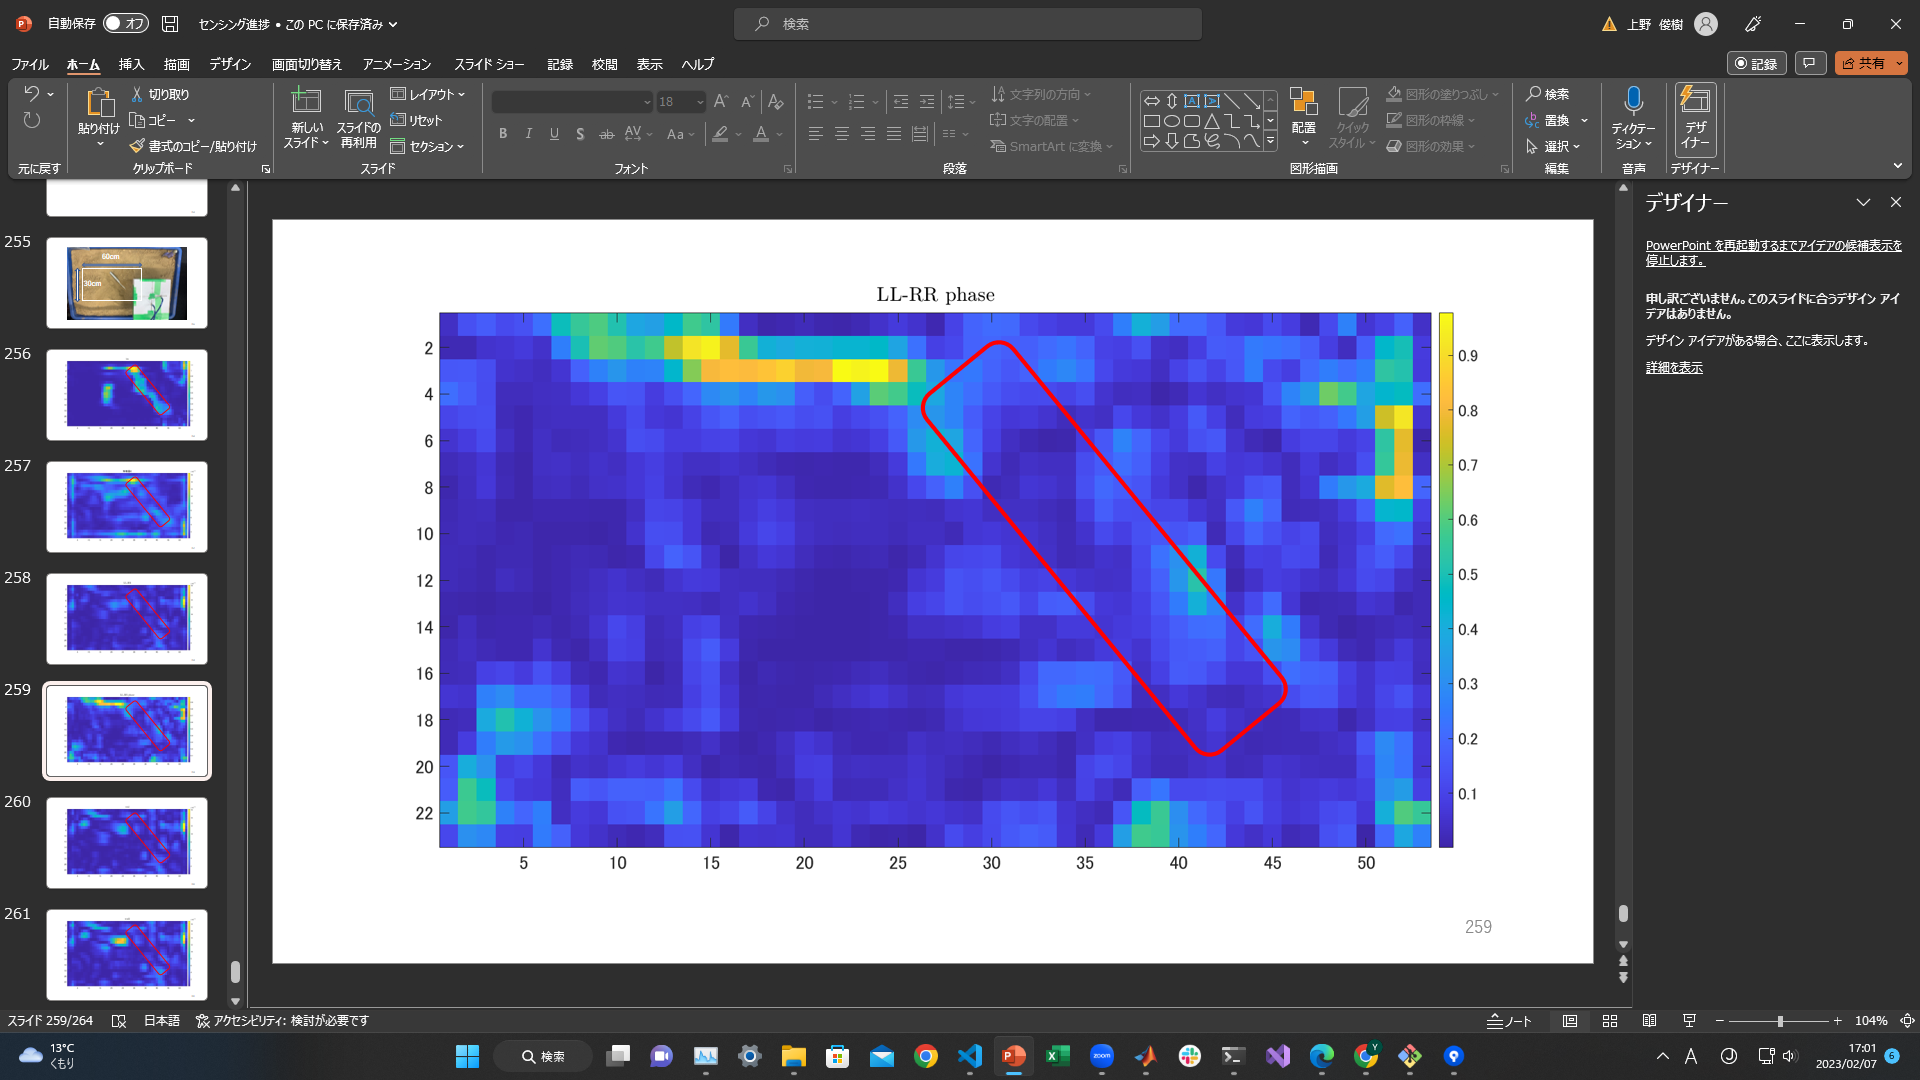 自動保存 オフ センシング進捗 • この PC に保存済み 検索 上野 俊樹
ファイル ホーム 挿入 描画 デザイン 画面切り替え アニメーション スライド ショー 記録 校閲 表示 ヘルプ 記録 共有
貼り付け 切り取り コピー 書式のコピー/貼り付け
新しい スライド スライドの 再利用 レイアウト リセット セクション
18
B I U S ab AV Aa A
文字列の方向 文字の配置 SmartArt に変換
配置 クイック スタイル 図形の塗りつぶし 図形の枠線 図形の効果
検索 置換 選択
ディクテー ション デザ イナー
元に戻す クリップボード スライド フォント 段落 図形描画 編集 音声 デザイナー
255
60cm
30cm
256
257
258
259
260
261
LL-RR phase
2
4
6
8
10
12
14
16
18
20
22
5 10 15 20 25 30 35 40 45 50
0.9
0.8
0.7
0.6
0.5
0.4
0.3
0.2
0.1
259
デザイナー
PowerPoint を再起動するまでアイデアの候補表示を
停止します。
申し訳ございません。このスライドに合うデザイン アイ
デアはありません。
デザイン アイデアがある場合、ここに表示します。
詳細を表示
スライド 259/264 日本語 アクセシビリティ: 検討が必要です ノート 104%
13°C
くもり
検索
zoom
Y
A
17:01
2023/02/07
6